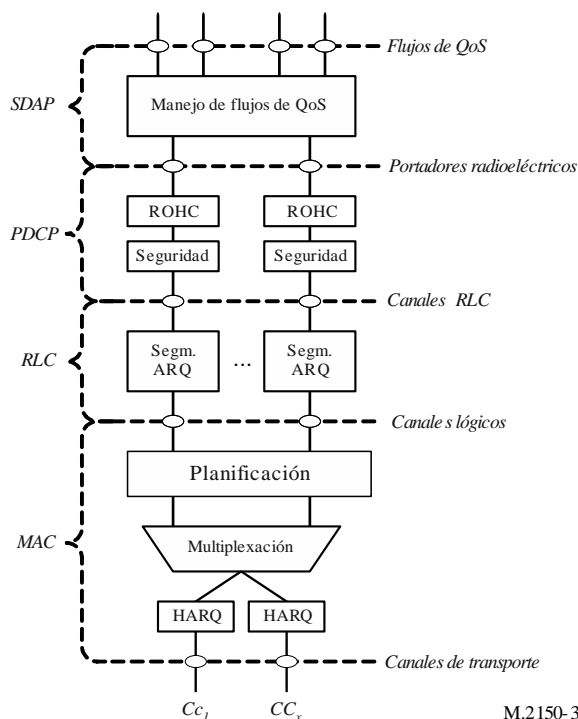 Flujos de QoS
SDAP
Manejo de flujos de QoS
Portadores radioeléctricos
PDCP
ROHC ROHC
Seguridad Seguridad
Canales RLC
RLC
Segm. ARQ ... Segm. ARQ
Canales lógicos
Planificación
MAC
Multiplexación
HARQ HARQ
Canales de transporte
Cc1 CCx
M.2150-3